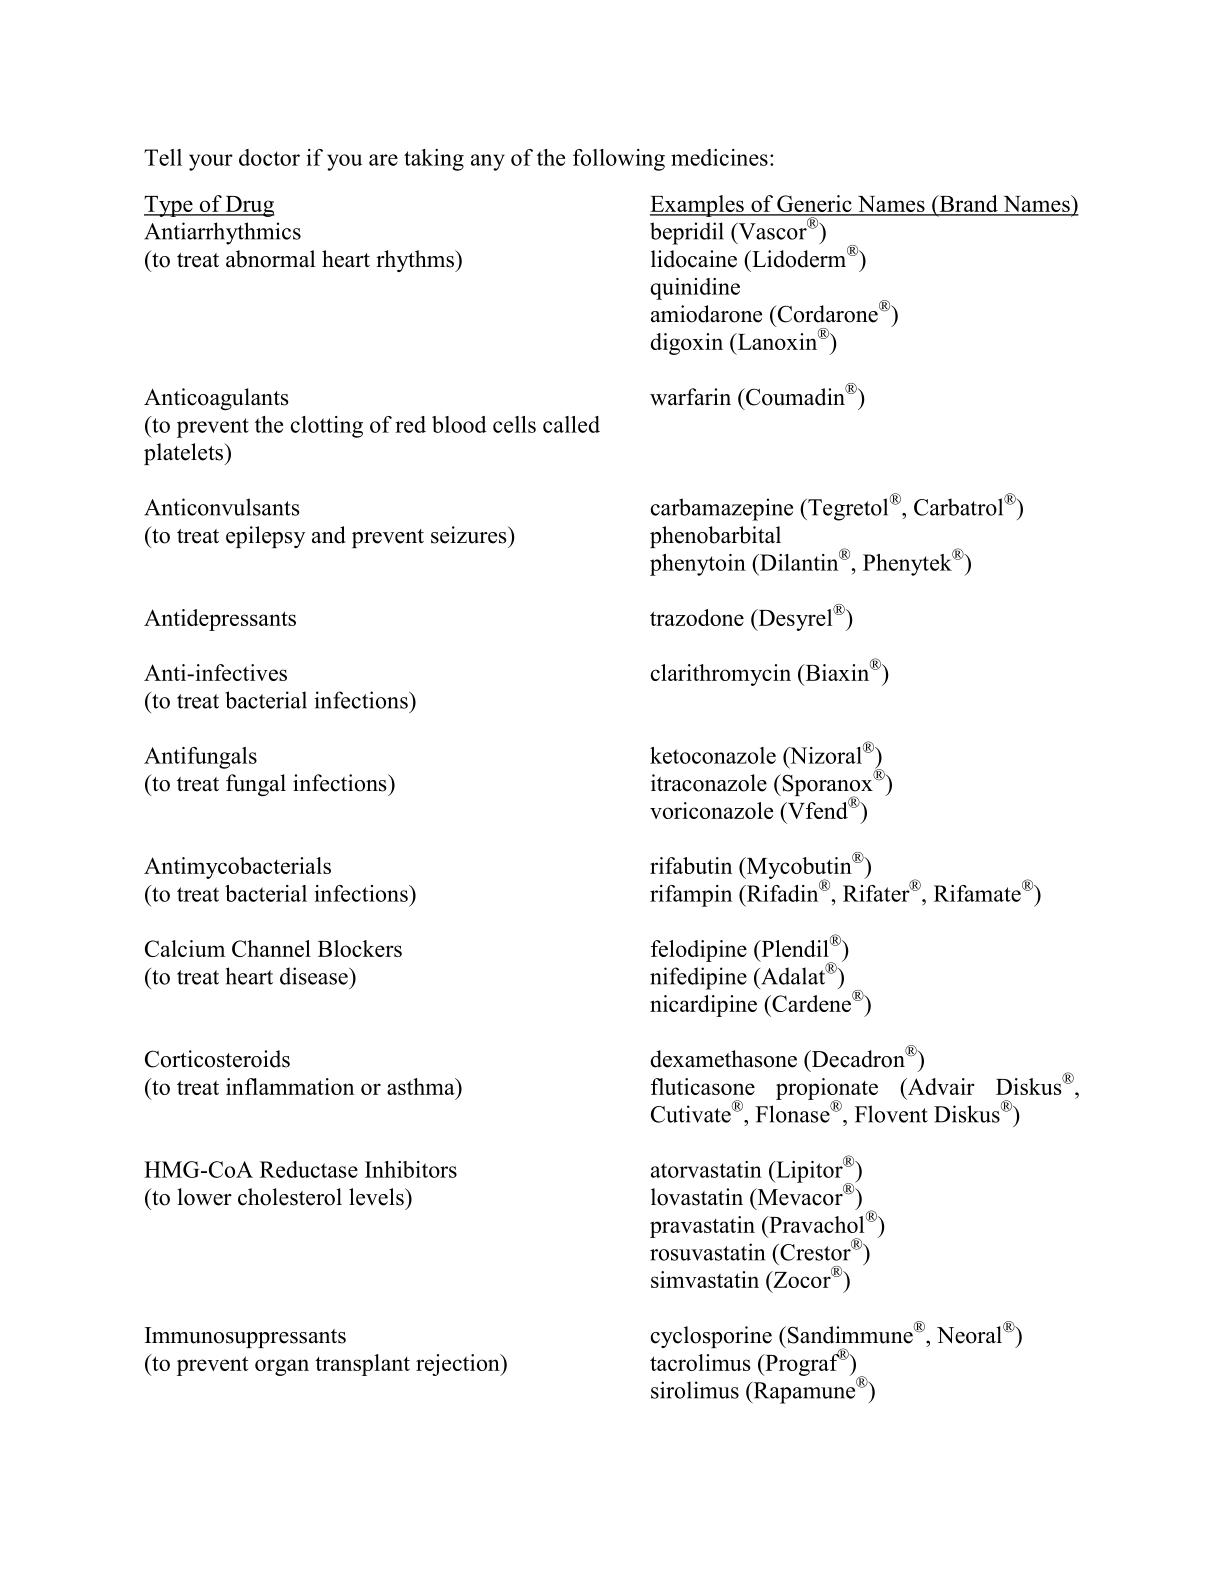 Tell your doctor if you are taking any of the following medicines:
Type of Drug Examples of Generic Names (Brand Names)
Antiarrhythmics bepridil (Vascor®)
(to treat abnormal heart rhythms) lidocaine (Lidoderm®)
quinidine
amiodarone (Cordarone®)
digoxin (Lanoxin®)
Anticoagulants warfarin (Coumadin®)
(to prevent the clotting of red blood cells called
platelets)
Anticonvulsants carbamazepine (Tegretol®, Carbatrol®)
(to treat epilepsy and prevent seizures) phenobarbital
phenytoin (Dilantin®, Phenytek®)
Antidepressants trazodone (Desyrel®)
Anti-infectives clarithromycin (Biaxin®)
(to treat bacterial infections)
Antifungals ketoconazole (Nizoral®)
(to treat fungal infections) itraconazole (Sporanox®)
voriconazole (Vfend®)
Antimycobacterials rifabutin (Mycobutin®)
(to treat bacterial infections) rifampin (Rifadin®, Rifater®, Rifamate®)
Calcium Channel Blockers felodipine (Plendil®)
(to treat heart disease) nifedipine (Adalat®)
nicardipine (Cardene®)
Corticosteroids dexamethasone (Decadron®)
(to treat inflammation or asthma) fluticasone propionate (Advair Diskus®,
Cutivate®, Flonase®, Flovent Diskus®)
HMG-CoA Reductase Inhibitors atorvastatin (Lipitor®)
(to lower cholesterol levels) lovastatin (Mevacor®)
pravastatin (Pravachol®)
rosuvastatin (Crestor®)
simvastatin (Zocor®)
Immunosuppressants cyclosporine (Sandimmune®, Neoral®)
(to prevent organ transplant rejection) tacrolimus (Prograf®)
sirolimus (Rapamune®)